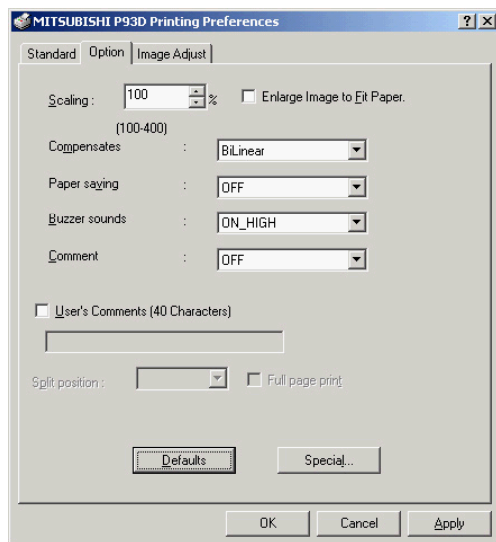 MITSUBISHI P93D Printing Preferences
Standard Option Image Adjust
Scaling : 100 % Enlarge Image to Fit Paper.
(100-400)
Compensates : BiLinear
Paper saving : OFF
Buzzer sounds : ON_HIGH
Comment : OFF
User's Comments (40 Characters)
Split position : Full page print
Defaults Special...
OK Cancel Apply